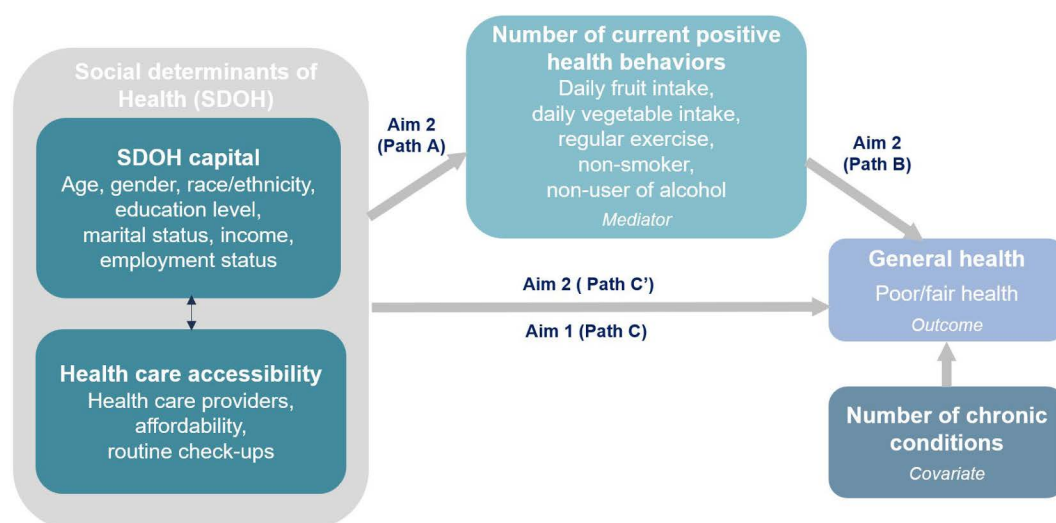 Social determinants of
Health (SDOH)
SDOH capital
Age, gender, race/ethnicity,
education level,
marital status, income,
employment status
Health care accessibility
Health care providers,
affordability,
routine check-ups
Aim 2
(Path A)
Number of current positive
health behaviors
Daily fruit intake,
daily vegetable intake,
regular exercise,
non-smoker,
non-user of alcohol
Mediator
Aim 2
(Path B)
Aim 2 ( Path C’)
Aim 1 (Path C)
General health
Poor/fair health
Outcome
Number of chronic
conditions
Covariate